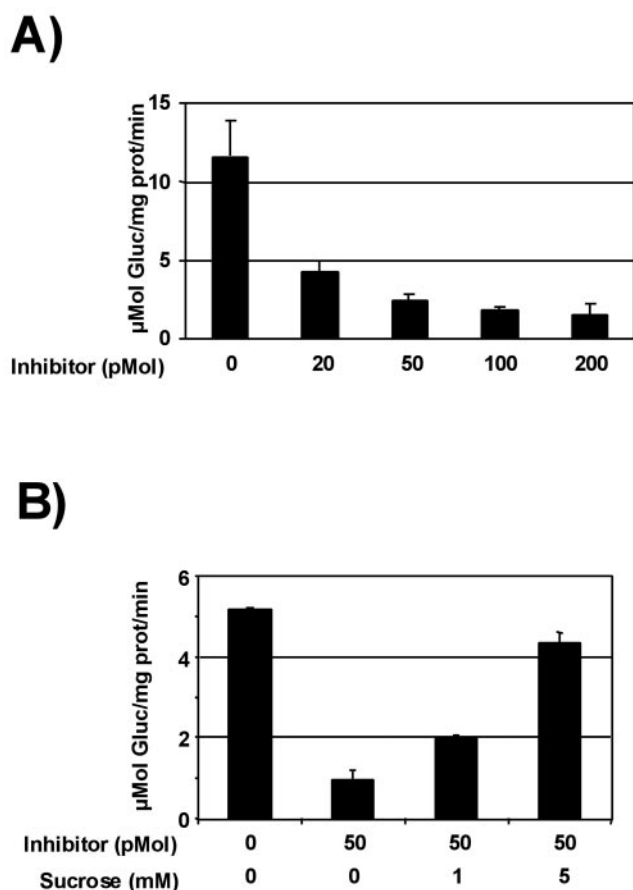 A)
µMol Gluc/mg prot/min
15
10
5
0
Inhibitor (pMol) 0 20 50 100 200
B)
µMol Gluc/mg prot/min
6
4
2
0
Inhibitor (pMol) 0 50 50 50
Sucrose (mM) 0 0 1 5